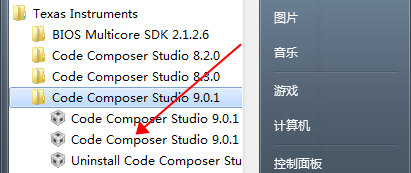 Texas Instruments
BIOS Multicore SDK 2.1.2.6
Code Composer Studio 8.2.0
Code Composer Studio 8.3.0
Code Composer Studio 9.0.1
Code Composer Studio 9.0.1
Code Composer Studio 9.0.1
Uninstall Code Composer Stu
图片
音乐
游戏
计算机
控制面板